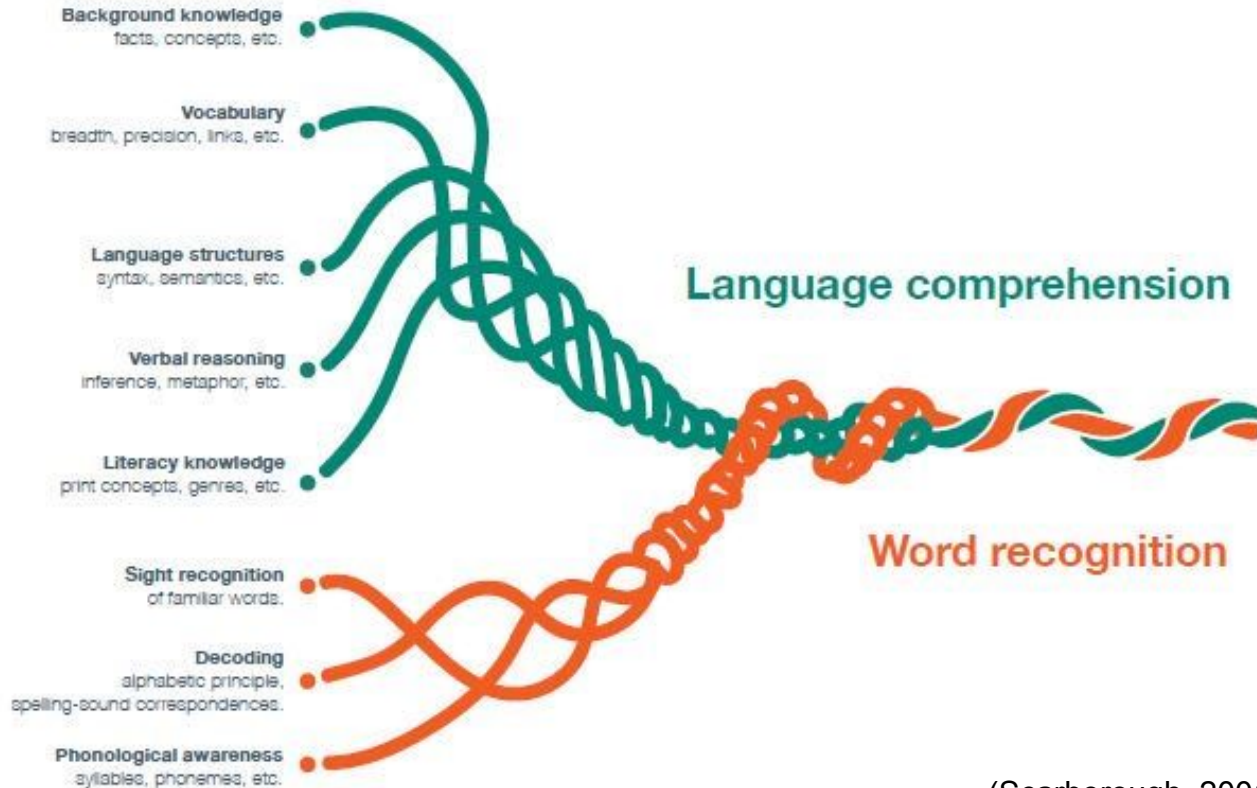 Background knowledge
facts, concepts, etc.
Vocabulary
breadth, precision, links, etc.
Language structures
syntax, semantics, etc.
Verbal reasoning
inference, metaphor, etc.
Literacy knowledge
print concepts, genres, etc.
Language comprehension
Word recognition
Sight recognition
of familiar words.
Decoding
alphabetic principle,
spelling-sound correspondences.
Phonological awareness
syllables, phonemes, etc.
(Scarborough,